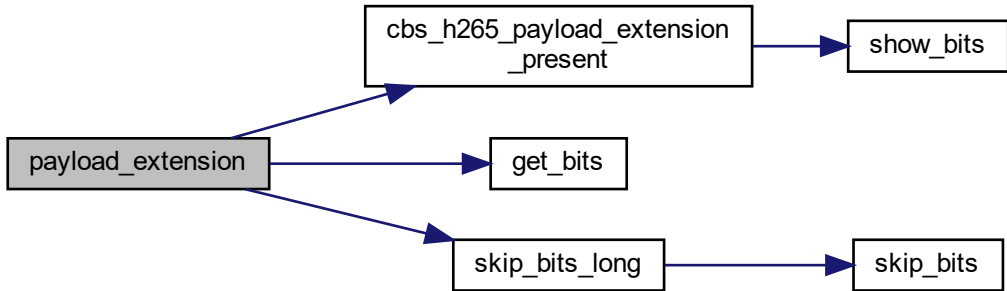 cbs_h265_payload_extension
_present
show_bits
payload_extension
get_bits
skip_bits_long
skip_bits